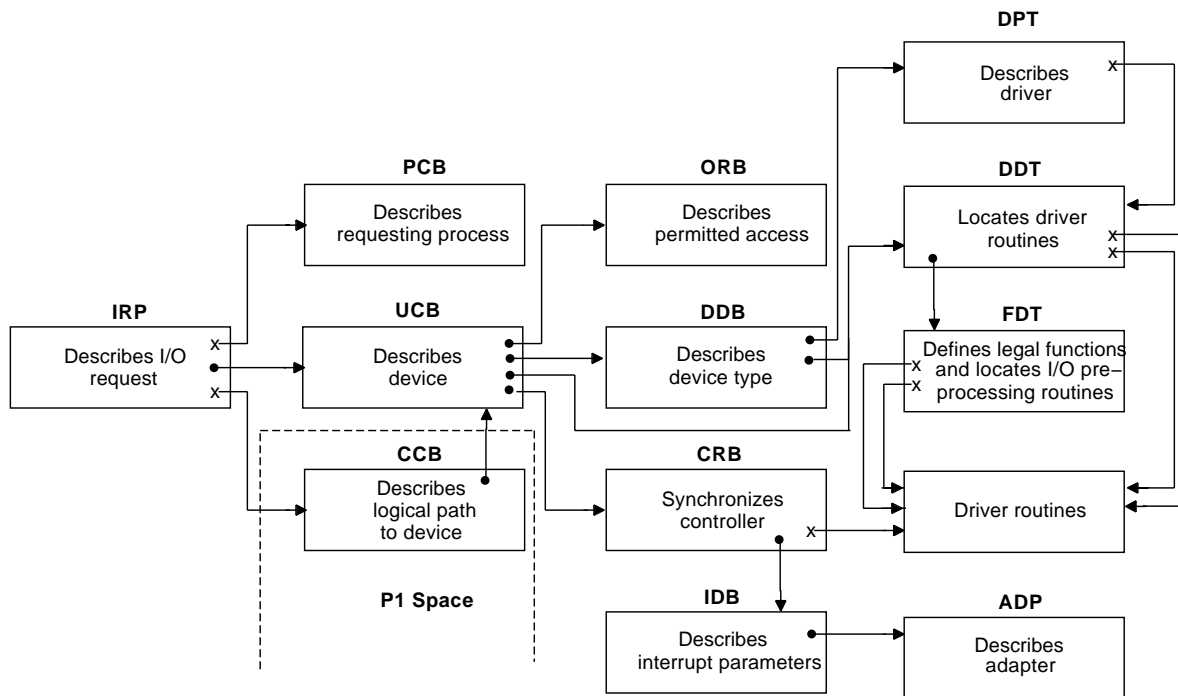 DPT
Describes
driver
x
PCB
Describes
requesting process
ORB
Describes
permitted access
DDT
Locates driver
routines
x
x
IRP
Describes I/O
request
x
x
UCB
Describes
device
DDB
Describes
device type
FDT
Defines legal functions
and locates I/O pre–
processing routines
x
x
CCB
Describes
logical path
to device
CRB
Synchronizes
controller
x
Driver routines
P1 Space
IDB
Describes
interrupt parameters
ADP
Describes
adapter